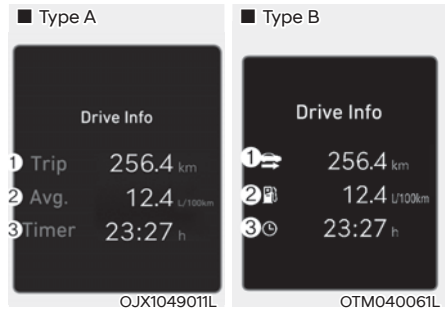 ■ Type A
Drive Info
1 Trip 256.4 km
2 Avg. 12.4 L/100km
3 Timer 23:27 h
OJX1049011L
■ Type B
Drive Info
1 256.4 km
2 12.4 L/100km
3 23:27 h
OTM040061L